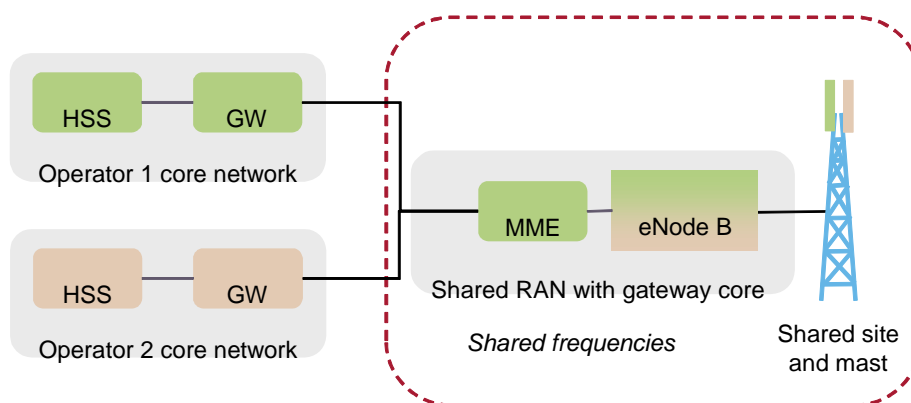 HSS
GW
Operator 1 core network
HSS
GW
Operator 2 core network
MME
eNode B
Shared RAN with gateway core
Shared frequencies
Shared site
and mast